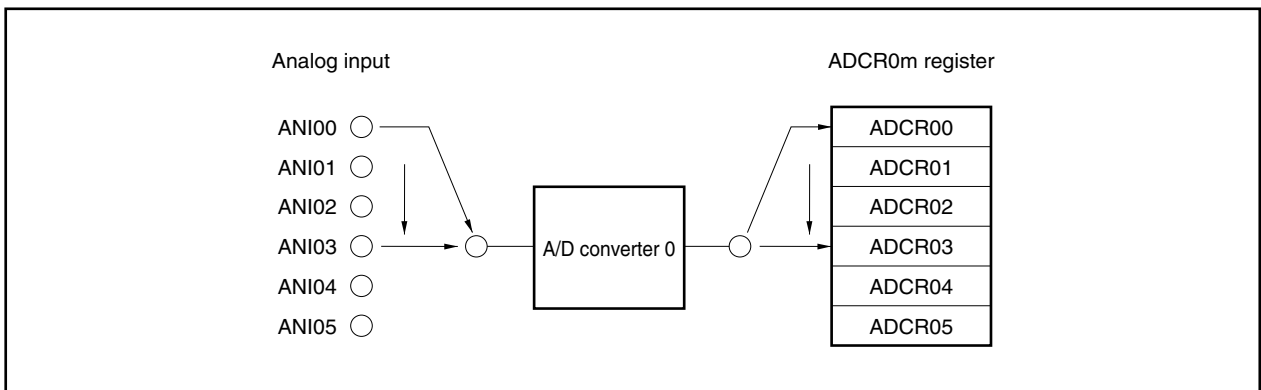 Analog input
ADCR0m register
ANI00
ANI01
ANI02
ANI03
ANI04
ANI05
A/D converter 0
ADCR00
ADCR01
ADCR02
ADCR03
ADCR04
ADCR05